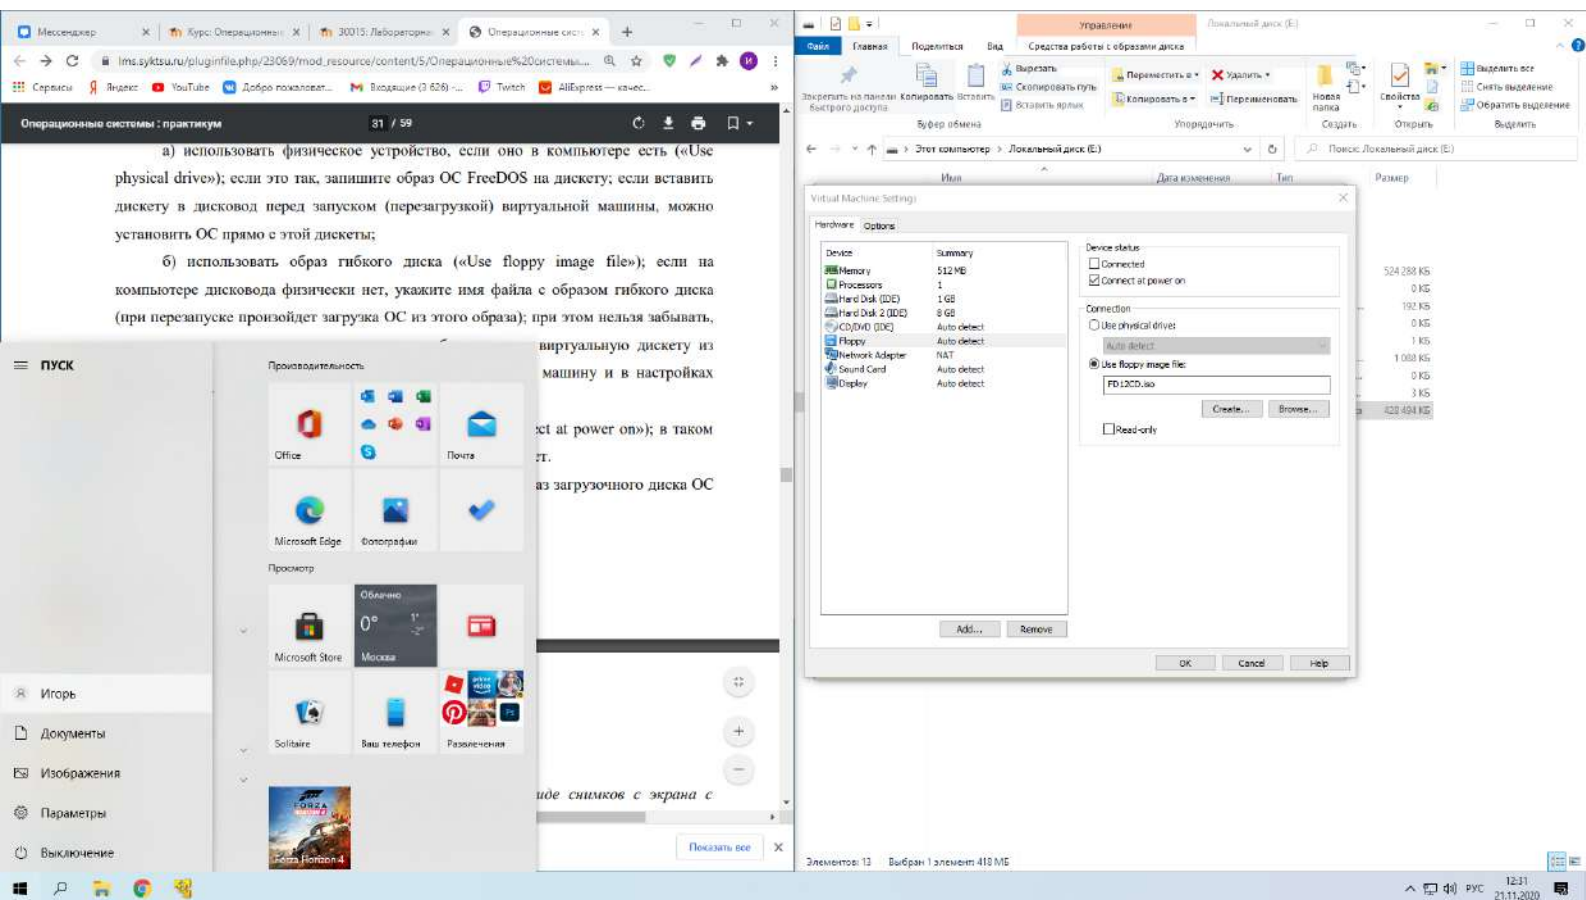 Мессенджер
Курс: Операционны
30015: Лабораторна
Операционные сист
lms.syktsu.ru/pluginfile.php/23069/mod_resource/content/5/Операционные%20системы...
И
Сервисы
Яндекс
YouTube
Добро пожаловат...
Входящие (3 626) -...
Twitch
AliExpress — качес...
»
Операционные системы : практикум
31 / 59
а) использовать физическое устройство, если оно в компьютере есть («Use
physical drive»); если это так, запишите образ ОС FreeDOS на дискету; если вставить
дискету в дисковод перед запуском (перезагрузкой) виртуальной машины, можно
установить ОС прямо с этой дискеты;
б) использовать образ гибкого диска («Use floppy image file»); если на
компьютере дисковода физически нет, укажите имя файла с образом гибкого диска
(при перезапуске произойдет загрузка ОС из этого образа); при этом нельзя забывать,
виртуальную дискету из
машину и в настройках
ct at power on»); в таком
ет.
аз загрузочного диска ОС
иде снимков с экрана с
Показать все
ПУСК
Производительность
Office
Почта
Microsoft Edge
Фотографии
Просмотр
Microsoft Store
Облачно
0°
1°
-2°
Москва
Solitaire
Ваш телефон
prime video
Ps
Развлечения
FORZA
Forza Horizon 4
Игорь
Документы
Изображения
Параметры
Выключение
Управление
Локальный диск (E:)
Файл
Главная
Поделиться
Вид
Средства работы с образами диска
Закрепить на панели быстрого доступа
Копировать
Вставить
Вырезать
Скопировать путь
Вставить ярлык
Буфер обмена
Переместить в
Копировать в
Удалить
Переименовать
Упорядочить
Новая папка
Создать
Свойства
Открыть
Выделить все
Снять выделение
Обратить выделение
Выделить
Этот компьютер > Локальный диск (E:)
Поиск: Локальный диск (E:)
Имя
Дата изменения
Тип
Размер
524 288 КБ
0 КБ
192 КБ
0 КБ
1 КБ
1 088 КБ
0 КБ
3 КБ
428 494 КБ
Virtual Machine Settings
Hardware
Options
Device
Summary
Memory
512 MB
Processors
1
Hard Disk (IDE)
1 GB
Hard Disk 2 (IDE)
8 GB
CD/DVD (IDE)
Auto detect
Floppy
Auto detect
Network Adapter
NAT
Sound Card
Auto detect
Display
Auto detect
Add...
Remove
Device status
Connected
Connect at power on
Connection
Use physical drive:
Auto detect
Use floppy image file:
FD12CD.iso
Create...
Browse...
Read-only
OK
Cancel
Help
Элементов: 13
Выбран 1 элемент: 418 МБ
РУС
12:31
21.11.2020